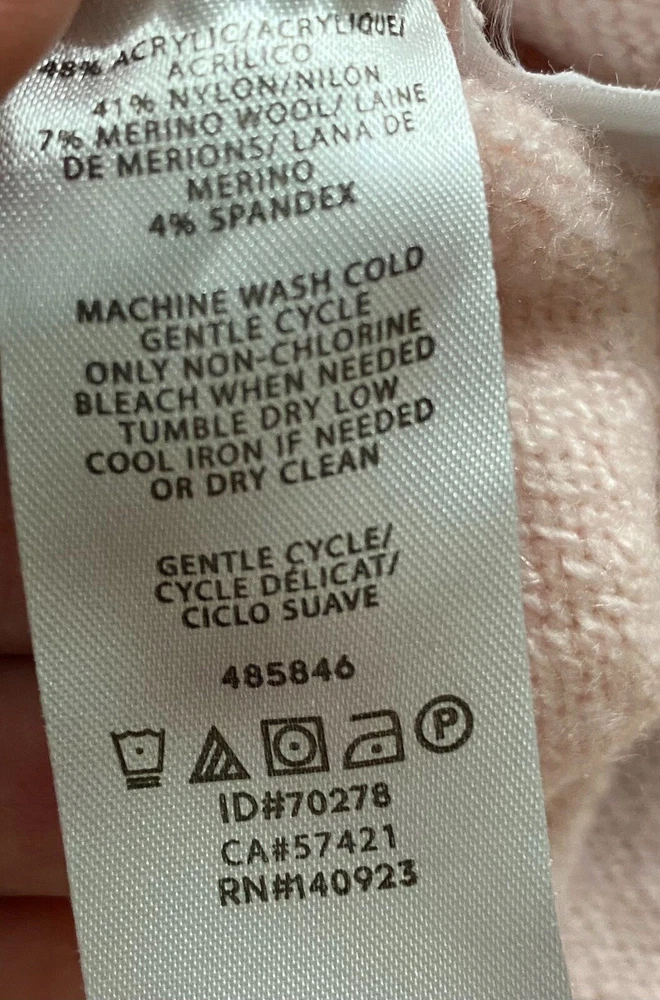 48% ACRYLIC/ACRYLIQUE/
ACRILICO
41% NYLON/NILÓN
7% MERINO WOOL/ LAINE
DE MERIONS/ LANA DE
MERINO
4% SPANDEX
MACHINE WASH COLD
GENTLE CYCLE
ONLY NON-CHLORINE
BLEACH WHEN NEEDED
TUMBLE DRY LOW
COOL IRON IF NEEDED
OR DRY CLEAN
GENTLE CYCLE/
CYCLE DÉLICAT/
CICLO SUAVE
485846
P
ID#70278
CA#57421
RN#140923